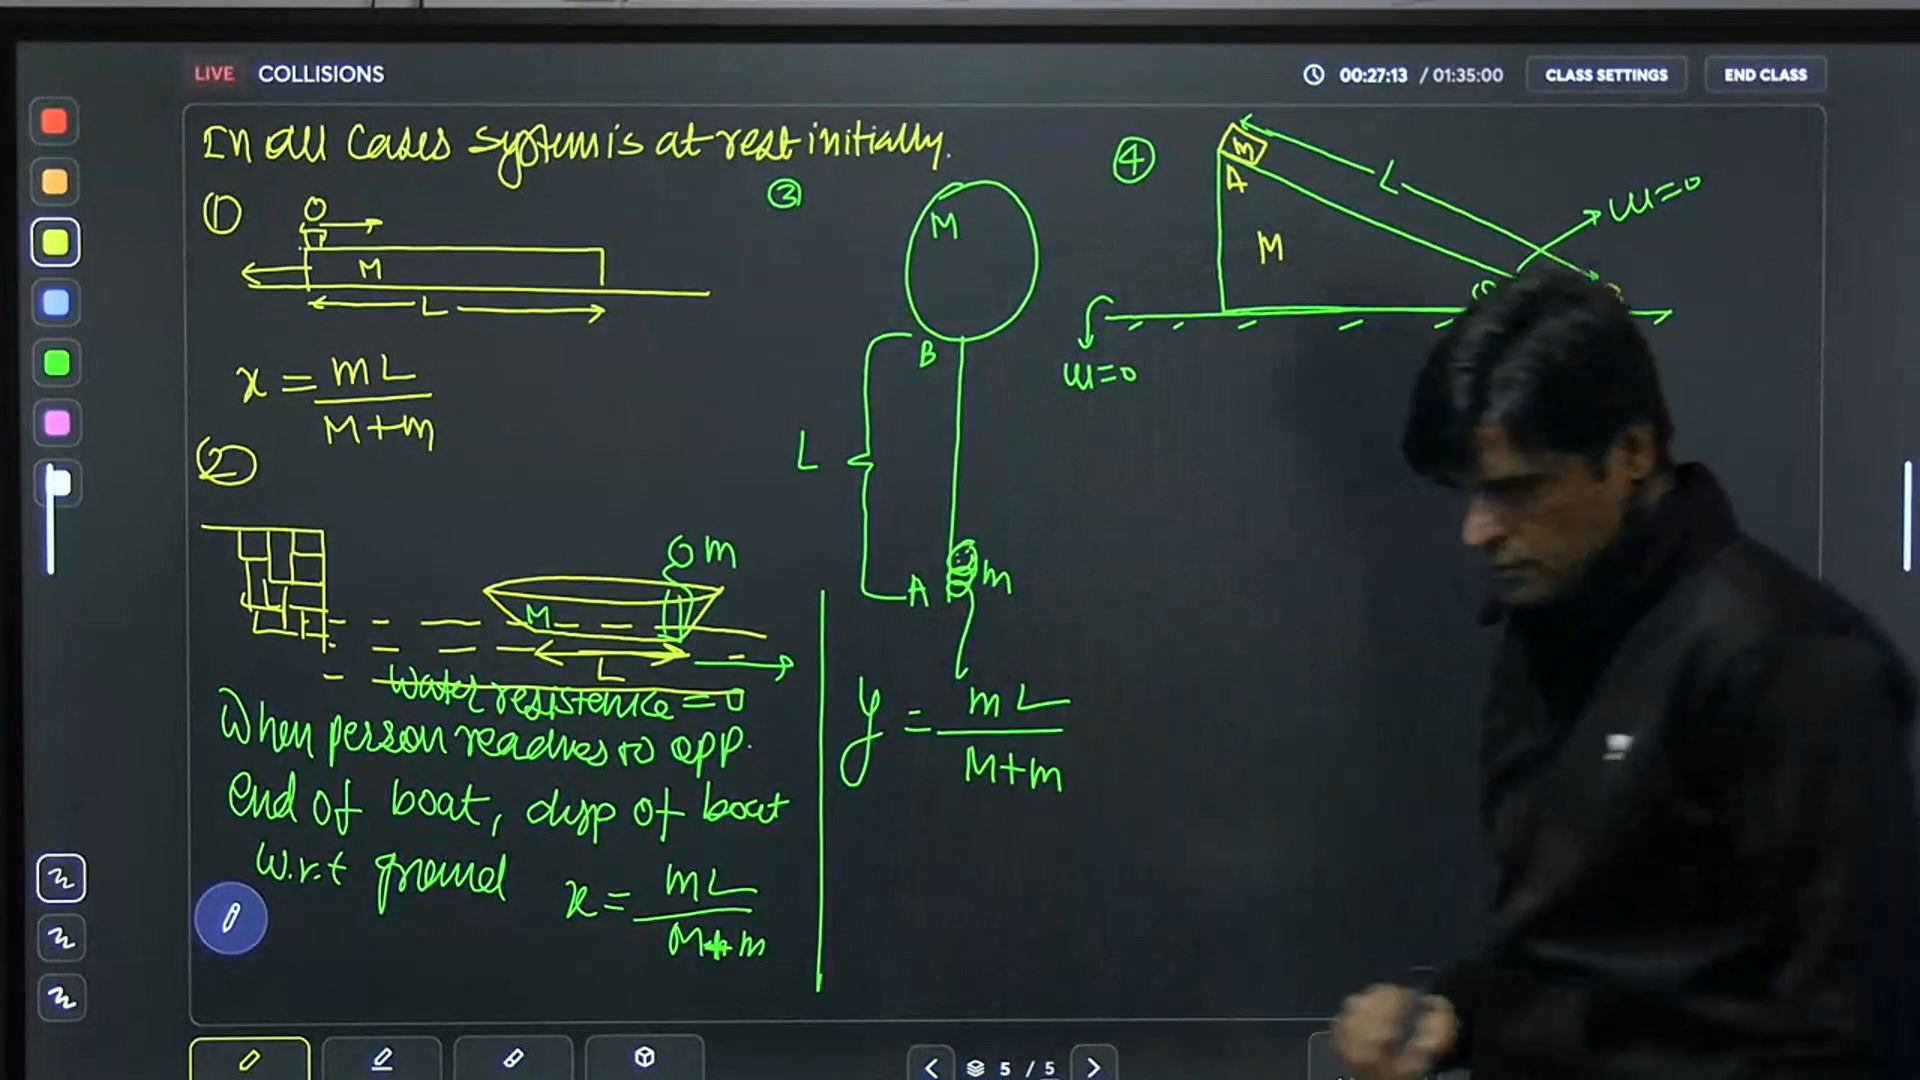 LIVE COLLISIONS
00:27:13 / 01:35:00 CLASS SETTINGS END CLASS
In all Cases system is at rest initially.
①
M
L
x = mL / M+m
②
m
M
L
Water resistence = 0
When person reaches to opp.
end of boat, disp of boat
w.r.t ground x = mL / M+m
③
M
B
L
A m
y = mL / M+m
④
m
A
L
M
μ=0
μ=0
5 / 5